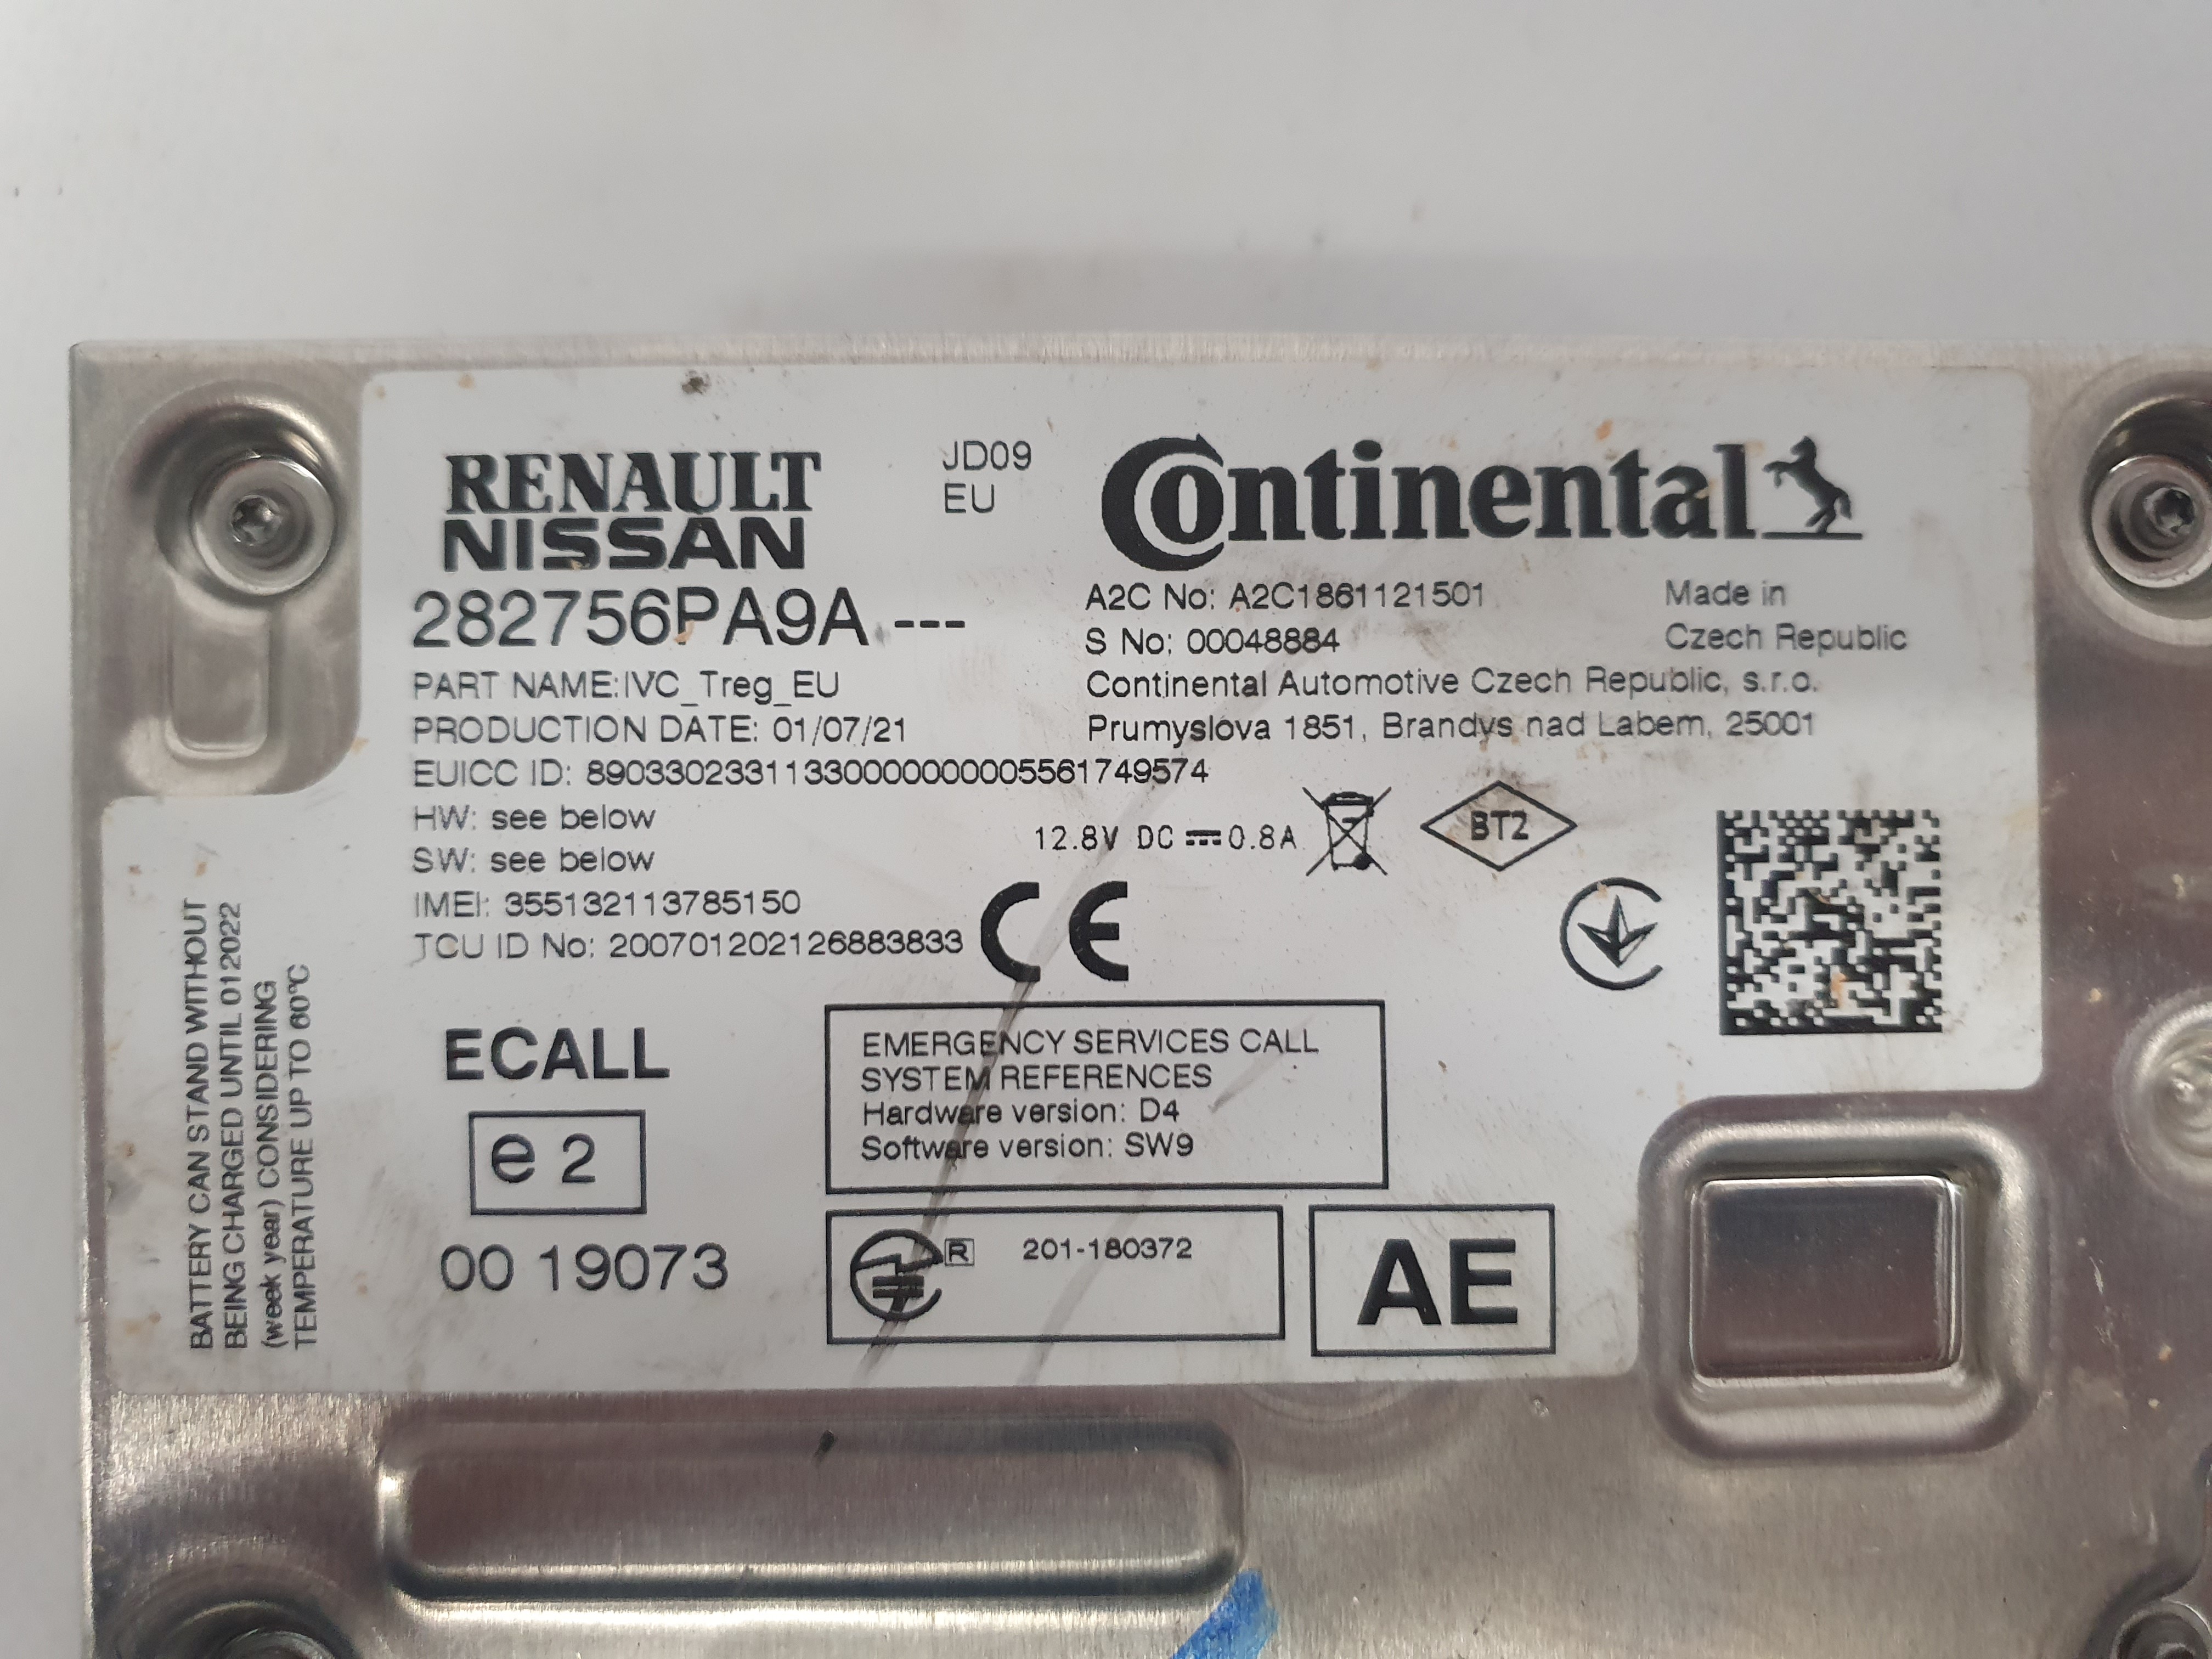 RENAULT
NISSAN
JD09
EU
Continental
282756PA9A ---
A2C No: A2C1861121501
S No: 00048884
Made in
Czech Republic
PART NAME:IVC_Treg_EU
Continental Automotive Czech Republic, s.r.o.
PRODUCTION DATE: 01/07/21
Prumyslova 1851, Brandys nad Labem, 25001
EUICC ID: 89033023311330000000005561749574
HW: see below
SW: see below
12.8V DC 0.8A
BT2
IMEI: 355132113785150
TCU ID No: 200701202126883833
CE
BATTERY CAN STAND WITHOUT
BEING CHARGED UNTIL 012022
(week year) CONSIDERING
TEMPERATURE UP TO 60°C
ECALL
e2
00 19073
EMERGENCY SERVICES CALL
SYSTEM REFERENCES
Hardware version: D4
Software version: SW9
R 201-180372
AE